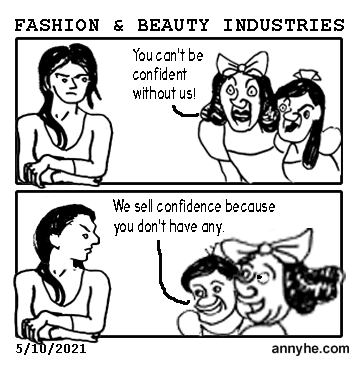 FASHION & BEAUTY INDUSTRIES
You can't be
confident
without us!
We sell confidence because
you don't have any.
5/10/2021
annyhe.com